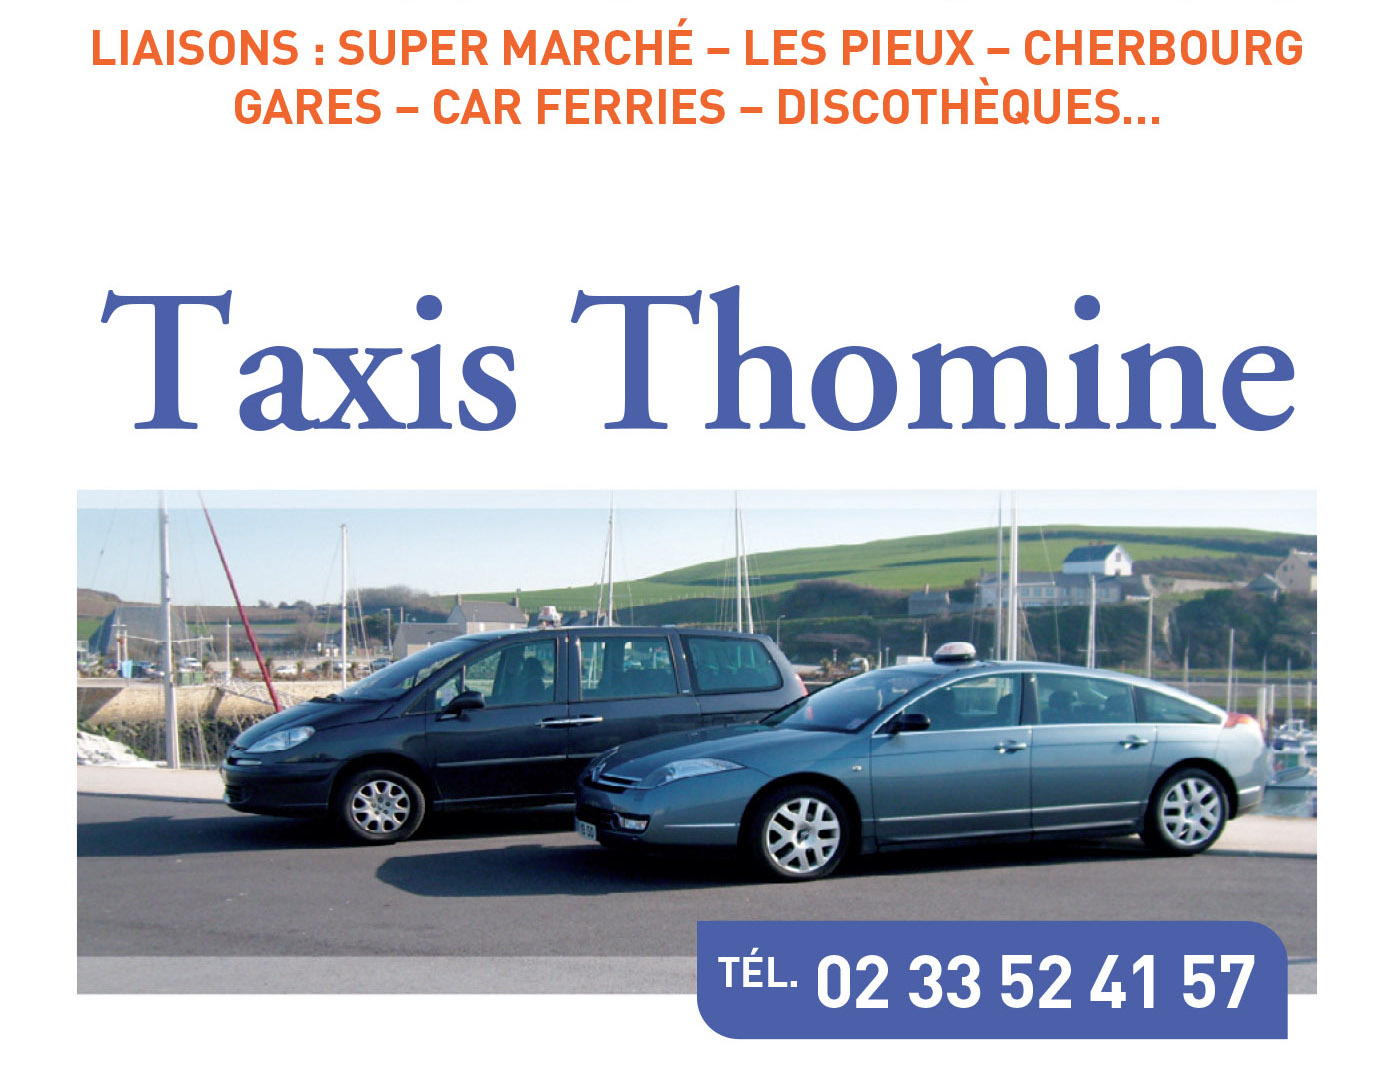 LIAISONS : SUPER MARCHÉ – LES PIEUX – CHERBOURG
GARES – CAR FERRIES – DISCOTHÈQUES...
Taxis Thomine
TÉL. 02 33 52 41 57